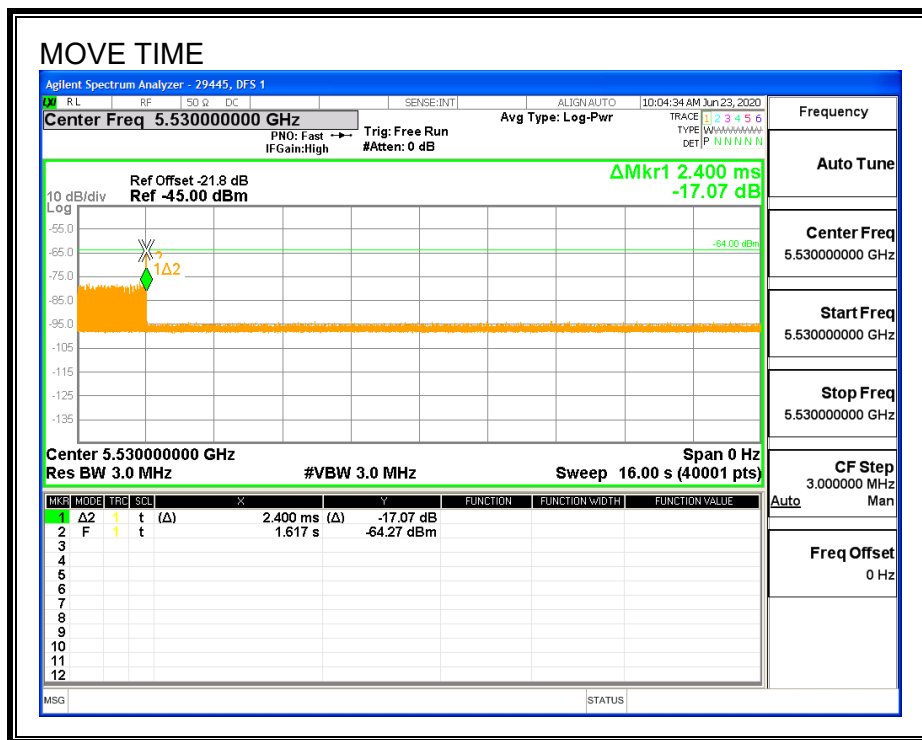 MOVE TIME
Agilent Spectrum Analyzer - 29445, DFS 1
LXI RL RF 50 Ω DC SENSE:INT ALIGN AUTO 10:04:34 AM Jun 23, 2020
Center Freq 5.530000000 GHz
PNO: Fast
IFGain:High
Trig: Free Run
#Atten: 0 dB
Avg Type: Log-Pwr
TRACE 1 2 3 4 5 6
TYPE W
DET P N N N N N
ΔMkr1 2.400 ms
-17.07 dB
Ref Offset -21.8 dB
10 dB/div Ref -45.00 dBm
Log
-55.0
-64.00 dBm
-65.0
2
1Δ2
-75.0
-85.0
-95.0
-105
-115
-125
-135
Center 5.530000000 GHz Span 0 Hz
Res BW 3.0 MHz #VBW 3.0 MHz Sweep 16.00 s (40001 pts)
MKR MODE TRC SCL X Y FUNCTION FUNCTION WIDTH FUNCTION VALUE
1 Δ2 1 t (Δ) 2.400 ms (Δ) -17.07 dB
2 F 1 t 1.617 s -64.27 dBm
3
4
5
6
7
8
9
10
11
12
MSG STATUS
Frequency
Auto Tune
Center Freq
5.530000000 GHz
Start Freq
5.530000000 GHz
Stop Freq
5.530000000 GHz
CF Step
3.000000 MHz
Auto Man
Freq Offset
0 Hz